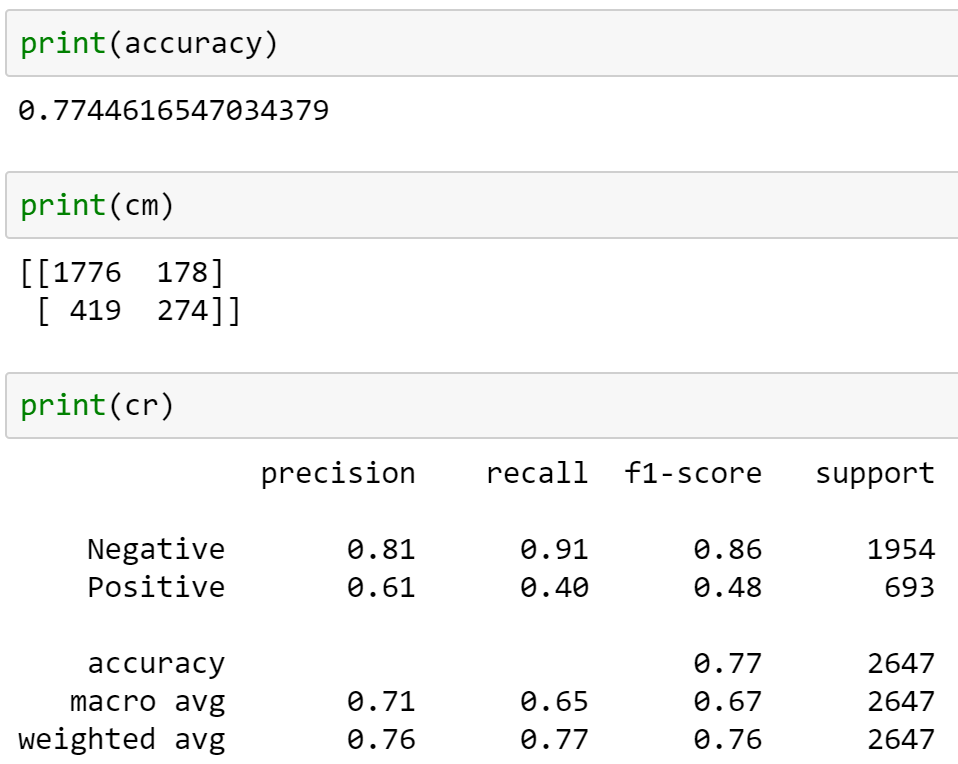 print(accuracy)
0.7744616547034379
print(cm)
[[1776  178]
 [ 419  274]]
print(cr)
              precision    recall  f1-score   support

    Negative       0.81      0.91      0.86      1954
    Positive       0.61      0.40      0.48       693

    accuracy                           0.77      2647
   macro avg       0.71      0.65      0.67      2647
weighted avg       0.76      0.77      0.76      2647